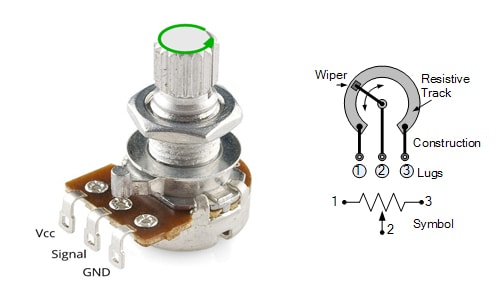 Vcc
Signal
GND
Wiper
Resistive
Track
Construction
1 2 3 Lugs
1 3
Symbol
2